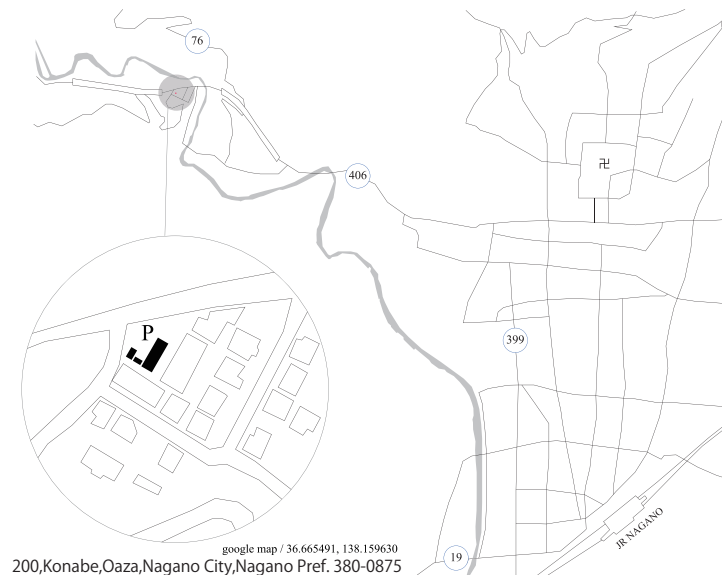 76
卍
406
399
P
JR NAGANO
google map / 36.665491, 138.159630
19
200,Konabe,Oaza,Nagano City,Nagano Pref. 380-0875